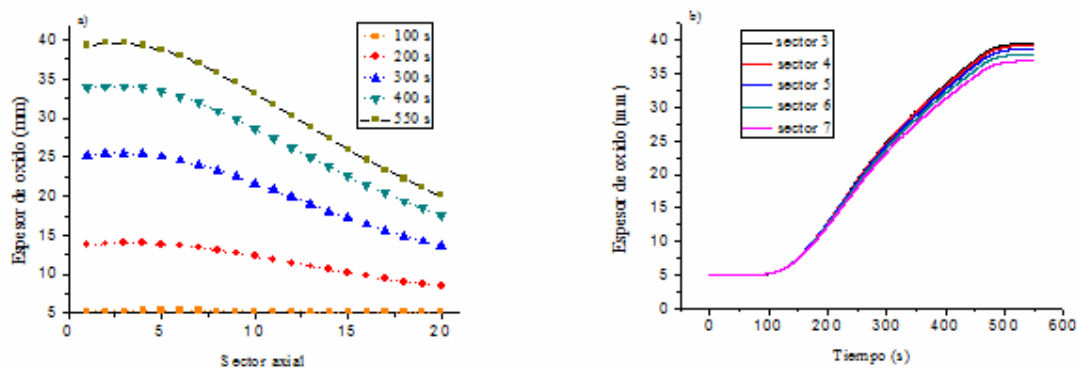 a)
100 s
200 s
300 s
400 s
550 s
40
35
30
25
20
15
10
5
0 5 10 15 20
Espesor de oxido (mm)
Sector axial
b)
sector 3
sector 4
sector 5
sector 6
sector 7
40
35
30
25
20
15
10
5
0
0 100 200 300 400 500 600
Espesor de oxido (mm)
Tiempo (s)